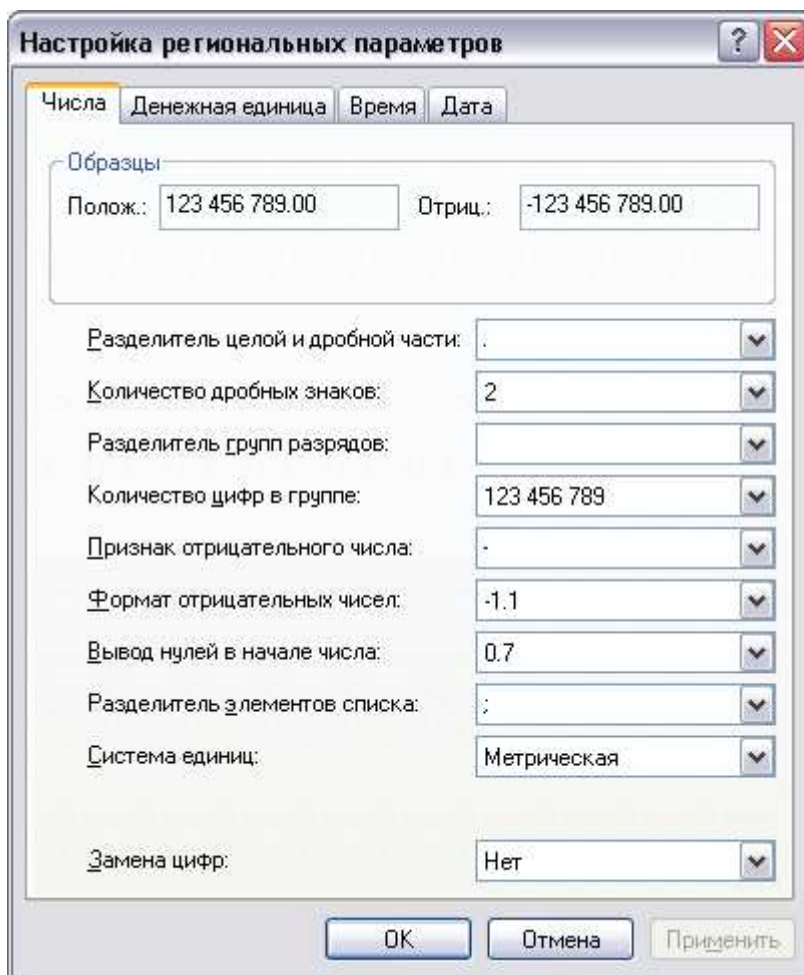 Настройка региональных параметров
Числа Денежная единица Время Дата
Образцы
Полож.: 123 456 789.00 Отриц.: -123 456 789.00
Разделитель целой и дробной части: .
Количество дробных знаков: 2
Разделитель групп разрядов:
Количество цифр в группе: 123 456 789
Признак отрицательного числа: -
Формат отрицательных чисел: -1.1
Вывод нулей в начале числа: 0.7
Разделитель элементов списка: ;
Система единиц: Метрическая
Замена цифр: Нет
OK Отмена Применить